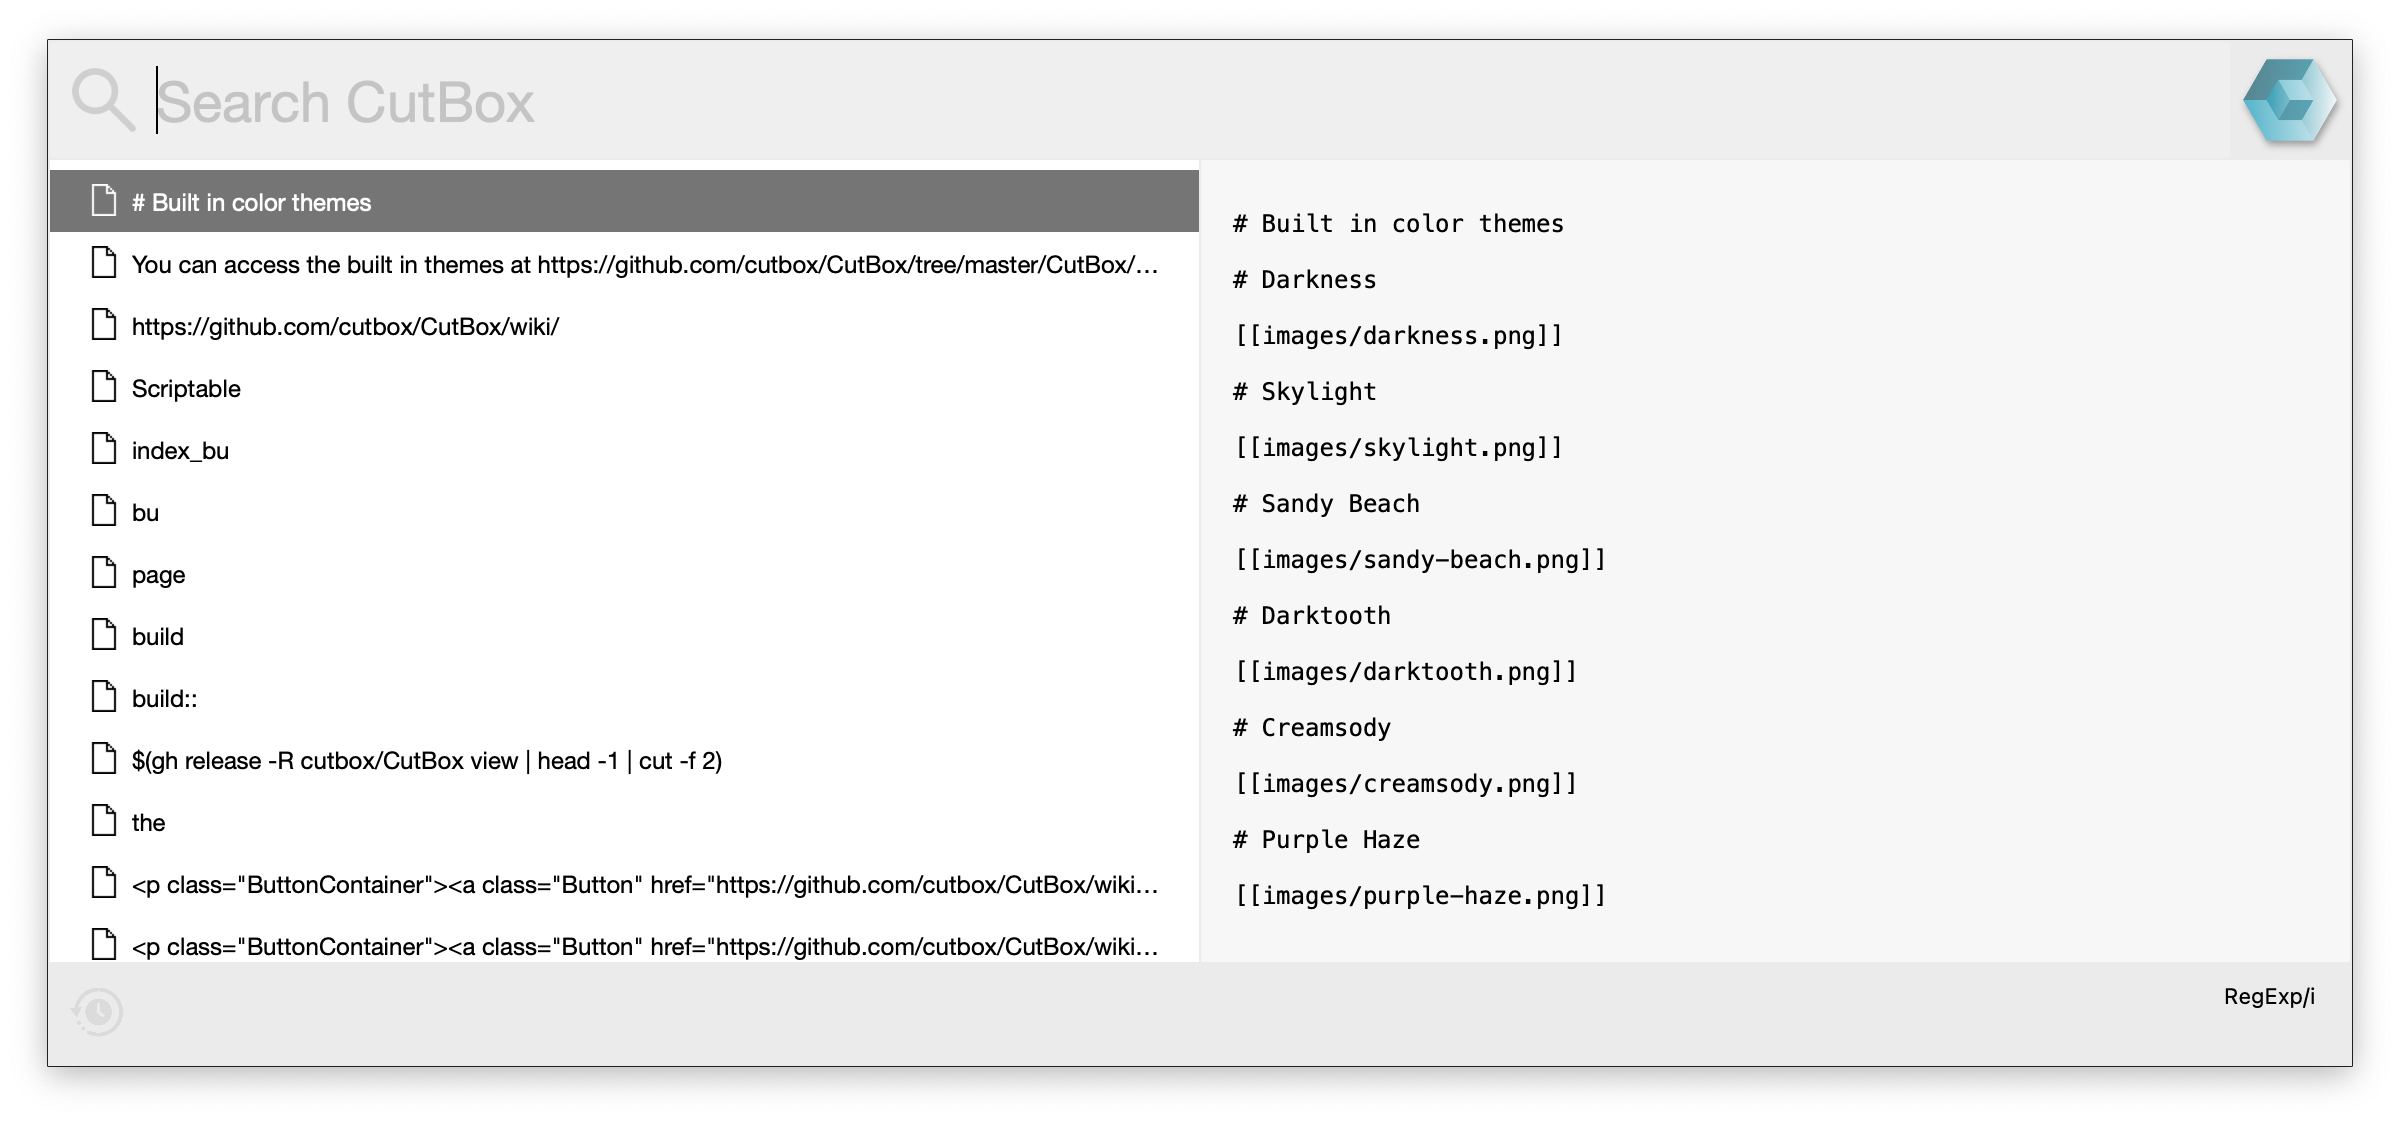 Search CutBox
# Built in color themes
You can access the built in themes at https://github.com/cutbox/CutBox/tree/master/CutBox/...
https://github.com/cutbox/CutBox/wiki/
Scriptable
index_bu
bu
page
build
build::
$(gh release -R cutbox/CutBox view | head -1 | cut -f 2)
the
<p class="ButtonContainer"><a class="Button" href="https://github.com/cutbox/CutBox/wiki...
<p class="ButtonContainer"><a class="Button" href="https://github.com/cutbox/CutBox/wiki...
# Built in color themes
# Darkness
[[images/darkness.png]]
# Skylight
[[images/skylight.png]]
# Sandy Beach
[[images/sandy-beach.png]]
# Darktooth
[[images/darktooth.png]]
# Creamsody
[[images/creamsody.png]]
# Purple Haze
[[images/purple-haze.png]]
RegExp/i